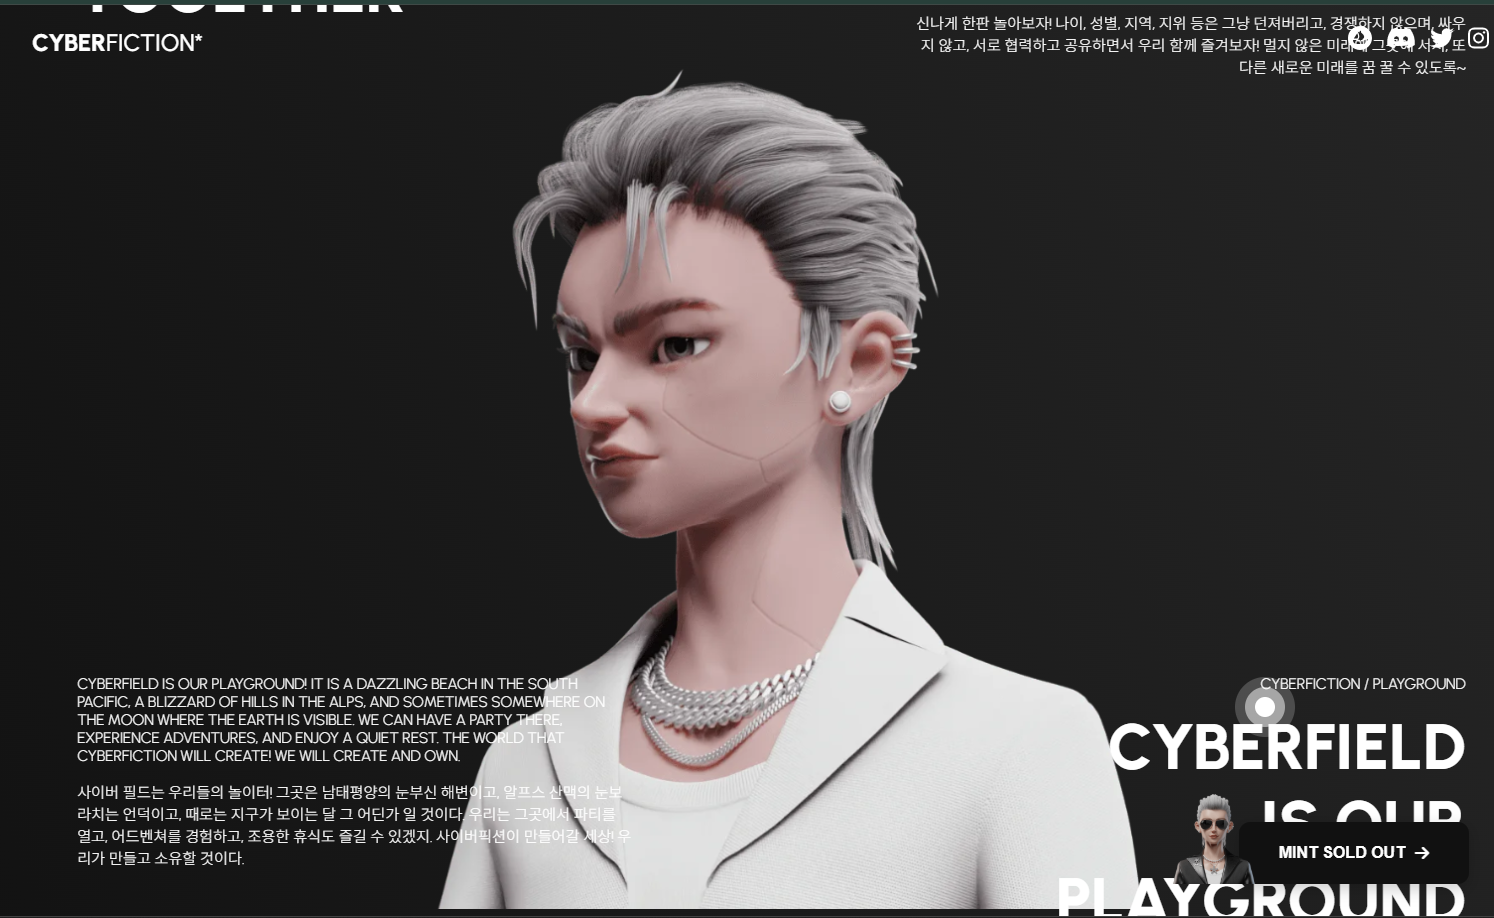 TOGETHER
CYBERFICTION*
신나게 한판 놀아보자! 나이, 성별, 지역, 지위 등은 그냥 던져버리고, 경쟁하지 않으며, 싸우
지 않고, 서로 협력하고 공유하면서 우리 함께 즐겨보자! 멀지 않은 미래에 그곳에 서서, 또
다른 새로운 미래를 꿈 꿀 수 있도록~
CYBERFIELD IS OUR PLAYGROUND! IT IS A DAZZLING BEACH IN THE SOUTH
PACIFIC, A BLIZZARD OF HILLS IN THE ALPS, AND SOMETIMES SOMEWHERE ON
THE MOON WHERE THE EARTH IS VISIBLE. WE CAN HAVE A PARTY THERE,
EXPERIENCE ADVENTURES, AND ENJOY A QUIET REST. THE WORLD THAT
CYBERFICTION WILL CREATE! WE WILL CREATE AND OWN.
사이버 필드는 우리들의 놀이터! 그곳은 남태평양의 눈부신 해변이고, 알프스 산맥의 눈보
라치는 언덕이고, 때로는 지구가 보이는 달 그 어딘가 일 것이다. 우리는 그곳에서 파티를
열고, 어드벤쳐를 경험하고, 조용한 휴식도 즐길 수 있겠지. 사이버픽션이 만들어갈 세상! 우
리가 만들고 소유할 것이다.
CYBERFICTION / PLAYGROUND
CYBERFIELD
IS OUR
PLAYGROUND
MINT SOLD OUT →